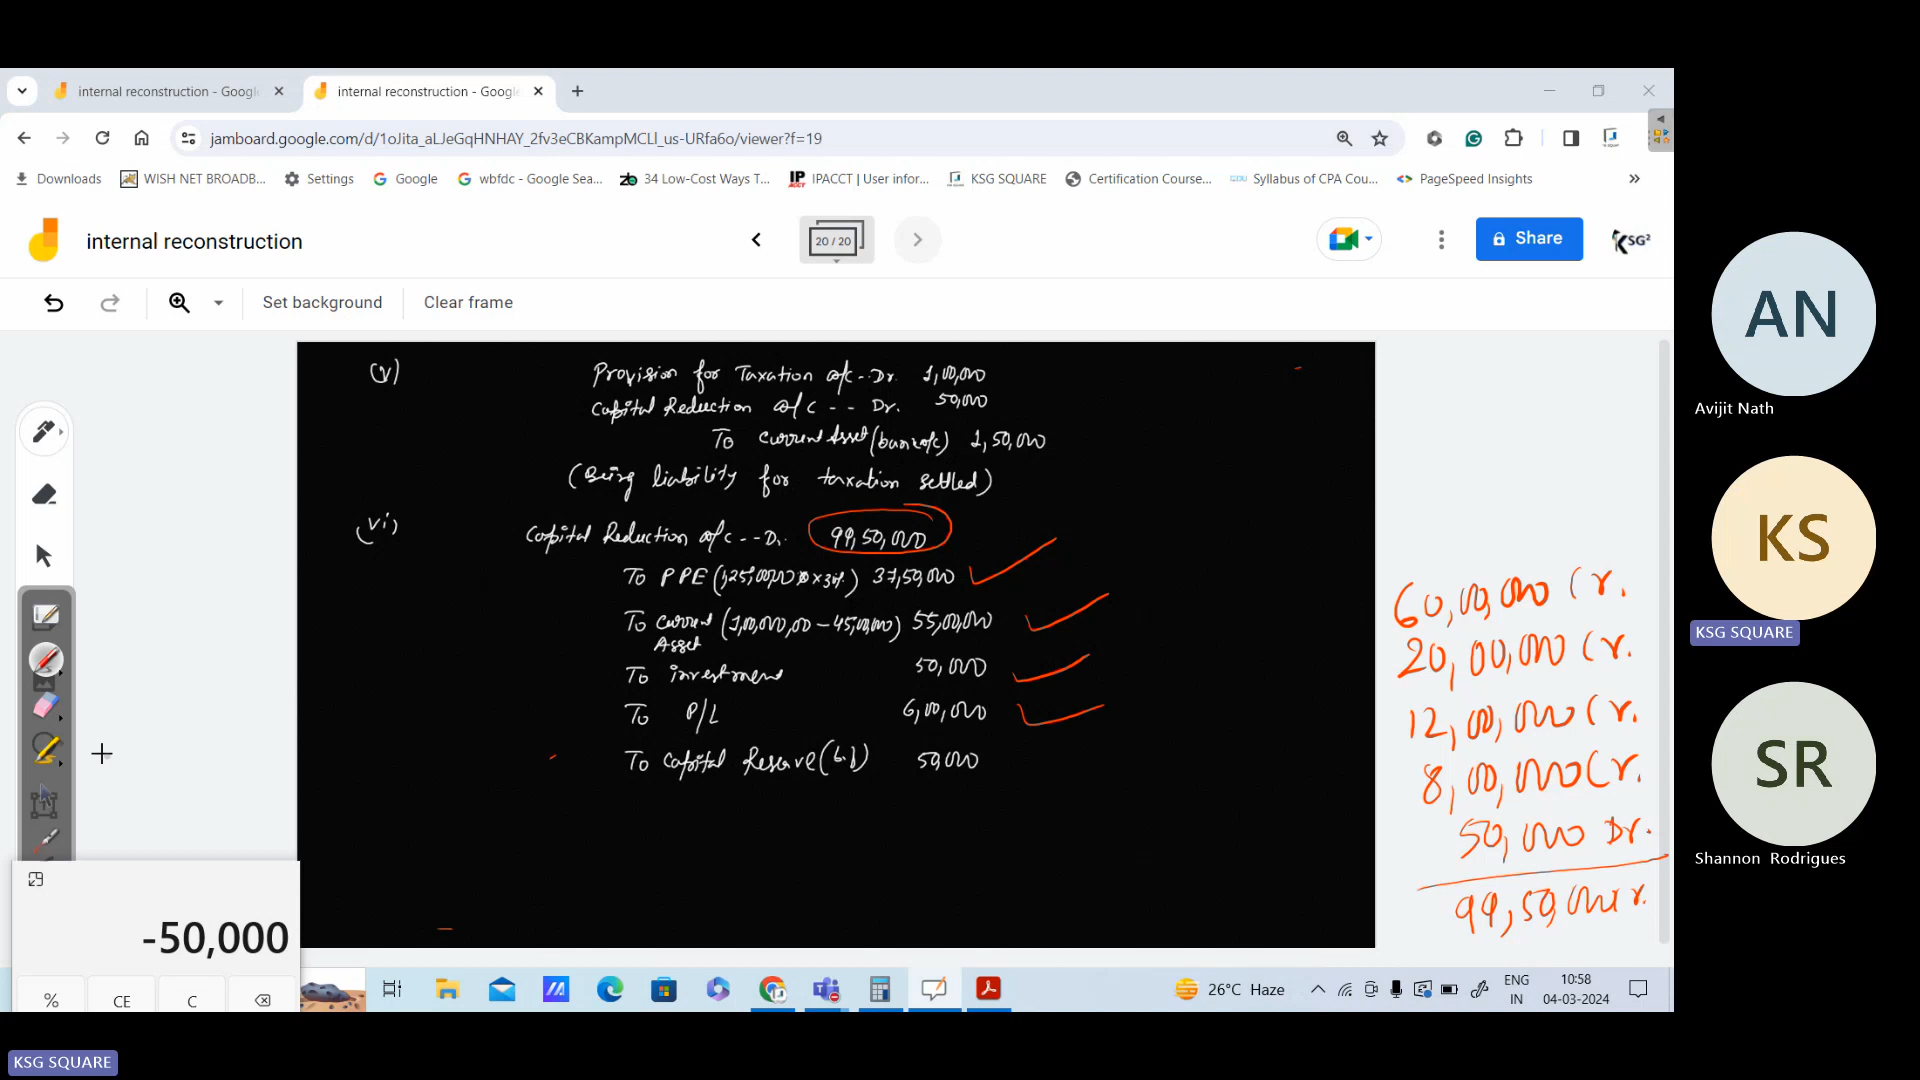 internal reconstruction - Googl
internal reconstruction - Google
jamboard.google.com/d/1oJita_aLJeGqHNHAY_2fv3eCBKampMCLl_us-URfa6o/viewer?f=19
Downloads
WISH NET BROADB...
Settings
Google
wbfdc - Google Sea...
34 Low-Cost Ways T...
IPACCT | User infor...
KSG SQUARE
Certification Course...
Syllabus of CPA Cou...
PageSpeed Insights
internal reconstruction
20 / 20
Share
KSG²
Set background
Clear frame
(v) Provision for Taxation a/c -- Dr. 1,00,000
Capital Reduction a/c -- Dr. 50,000
To current Asset (bank a/c) 1,50,000
(Being liability for taxation settled)
(vi) Capital Reduction a/c -- Dr. 99,50,000
To PPE (1,25,00,000 × 30%) 37,50,000
To Current Asset (1,00,000,00 - 45,00,000) 55,00,000
To investment 50,000
To P/L 6,00,000
To Capital Reserve (b.f) 50,000
60,00,000 Cr.
20,00,000 Cr.
12,00,000 Cr.
8,00,000 Cr.
50,000 Dr.
99,50,000 Cr.
-50,000
%
CE
C
26°C Haze
ENG
IN
10:58
04-03-2024
AN
Avijit Nath
KS
KSG SQUARE
SR
Shannon Rodrigues
KSG SQUARE